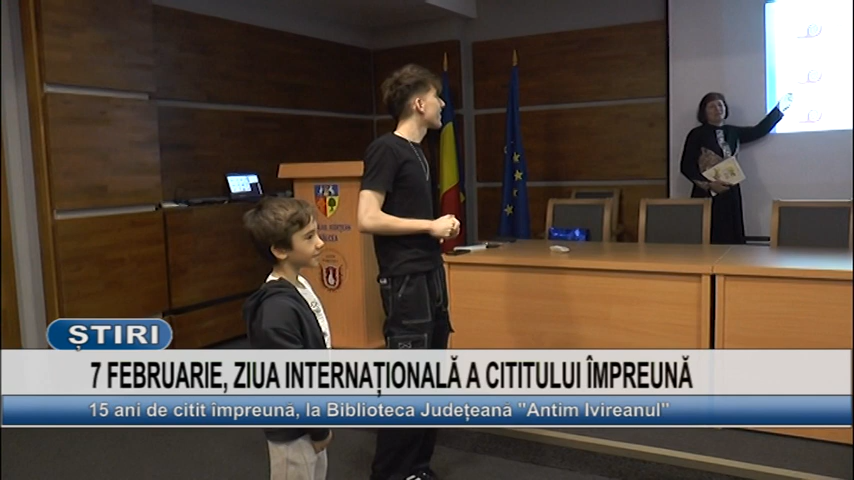 ȘTIRI
7 FEBRUARIE, ZIUA INTERNAȚIONALĂ A CITITULUI ÎMPREUNĂ
15 ani de citit împreună, la Biblioteca Județeană "Antim Ivireanul"